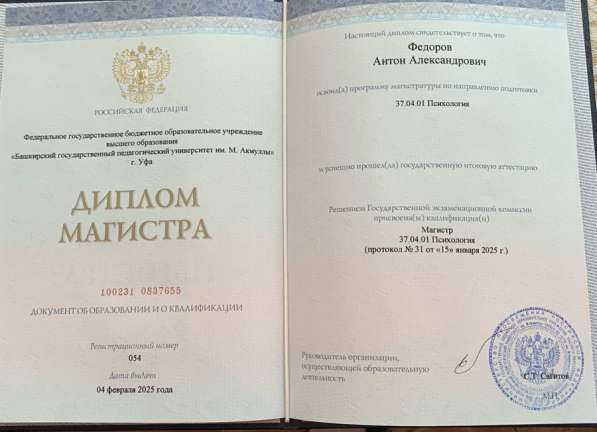 РОССИЙСКАЯ ФЕДЕРАЦИЯ
Федеральное государственное бюджетное образовательное учреждение
высшего образования
«Башкирский государственный педагогический университет им. М. Акмуллы»
г. Уфа
ДИПЛОМ
МАГИСТРА
100231 0837655
ДОКУМЕНТ ОБ ОБРАЗОВАНИИ И О КВАЛИФИКАЦИИ
Регистрационный номер
054
Дата выдачи
04 февраля 2025 года
Настоящий диплом свидетельствует о том, что
Федоров
Антон Александрович
освоил(а) программу магистратуры по направлению подготовки
37.04.01 Психология
и успешно прошел(ла) государственную итоговую аттестацию
Решением Государственной экзаменационной комиссии
присвоена(ы) квалификация(и)
Магистр
37.04.01 Психология
(протокол № 31 от «15» января 2025 г.)
Руководитель организации,
осуществляющей образовательную
деятельность
С.Т. Сагитов
М.П.